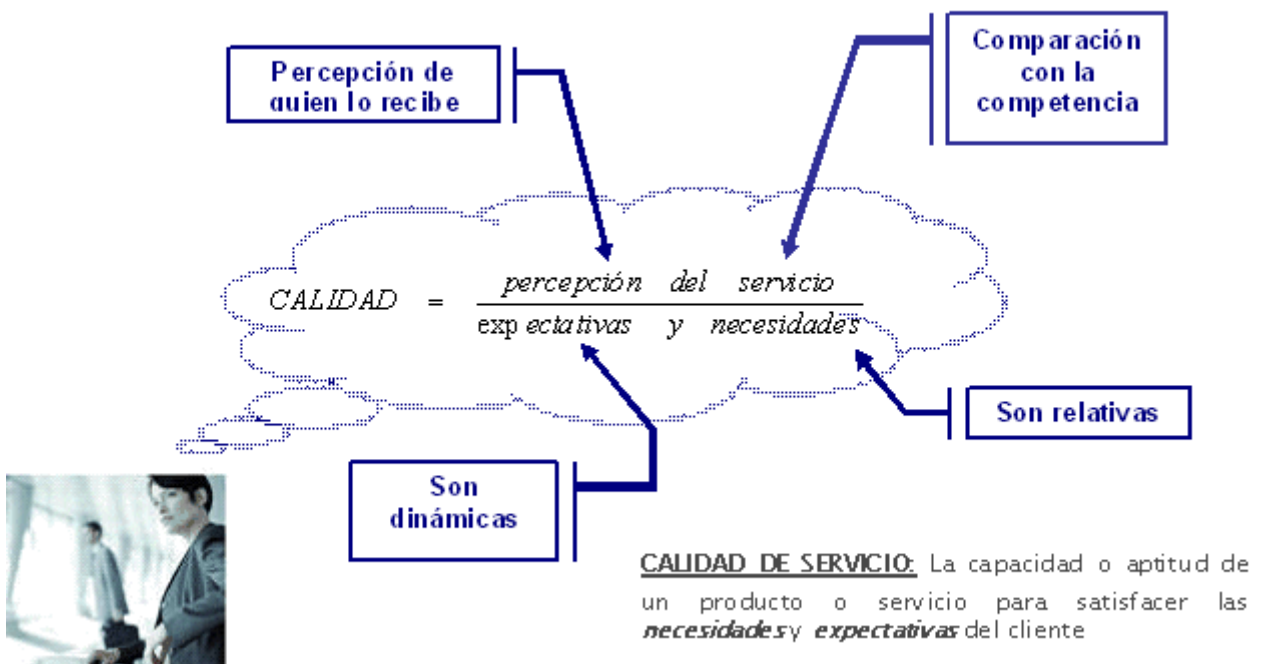 Percepción de
quien lo recibe
Comparación
con la
competencia
CALIDAD = percepción del servicio
expectativas y necesidades
Son relativas
Son
dinámicas
CALIDAD DE SERVICIO: La capacidad o aptitud de
un producto o servicio para satisfacer las
necesidades y expectativas del cliente